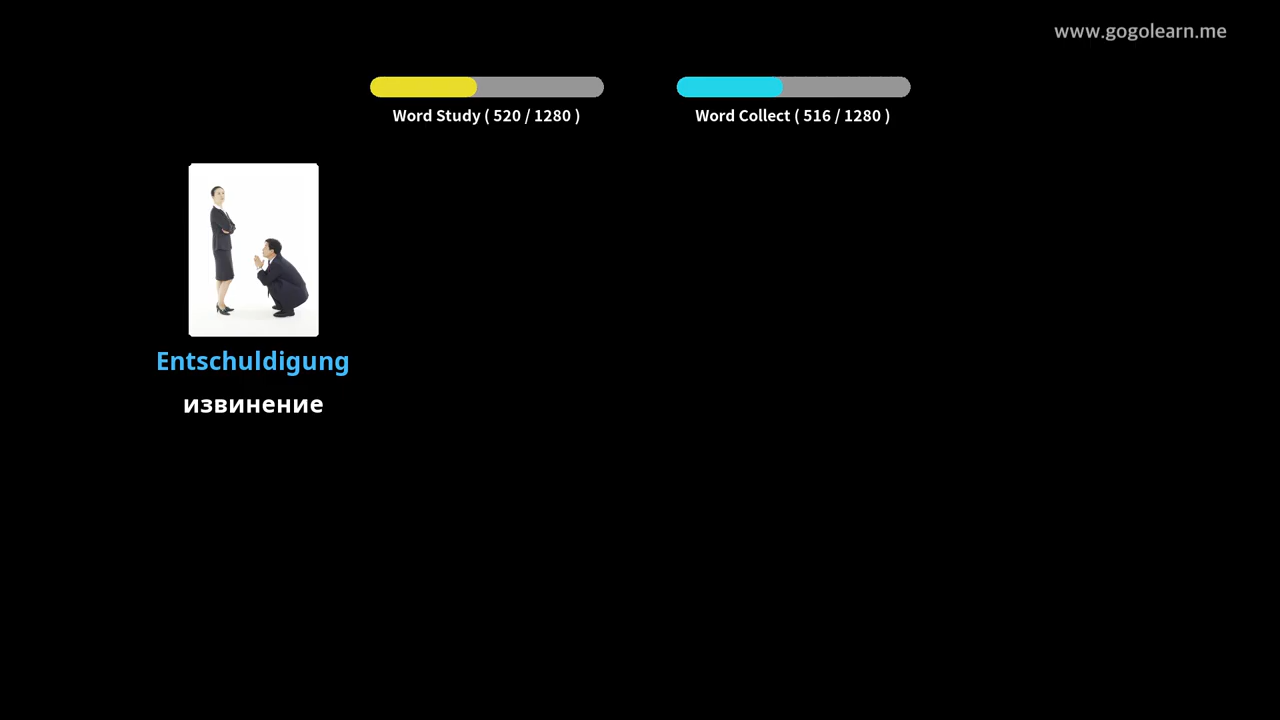 www.gogolearn.me
Word Study ( 520 / 1280 )
Word Collect ( 516 / 1280 )
Entschuldigung
извинение